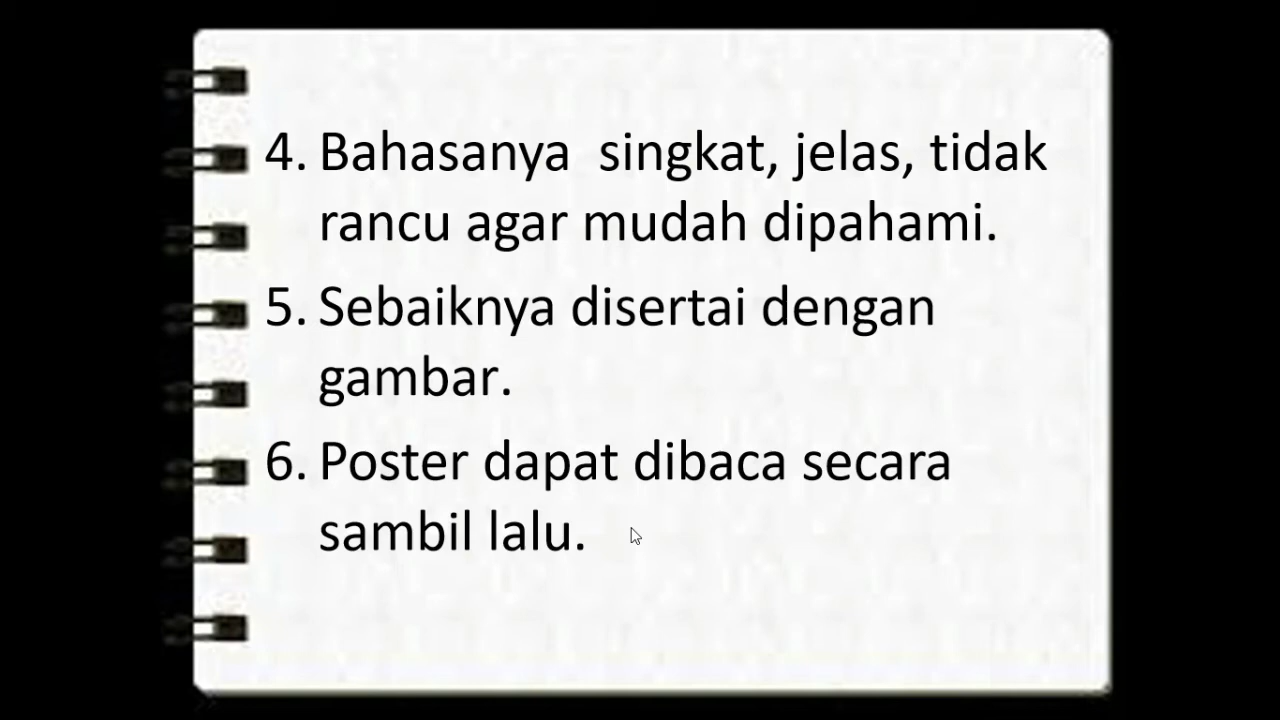 4. Bahasanya  singkat, jelas, tidak
rancu agar mudah dipahami.
5. Sebaiknya disertai dengan
gambar.
6. Poster dapat dibaca secara
sambil lalu.